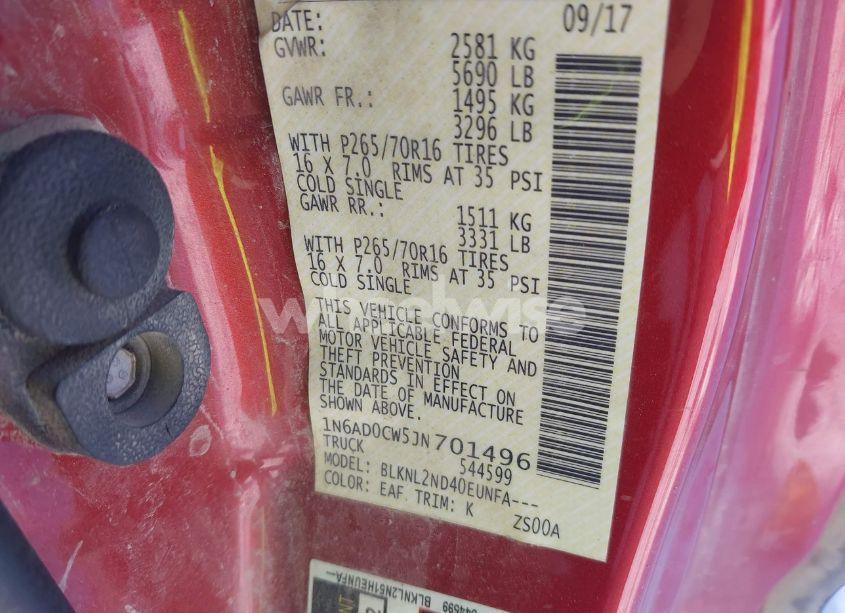 DATE: 09/17
GVWR: 2581 KG
5690 LB
GAWR FR.: 1495 KG
3296 LB
WITH P265/70R16 TIRES
16 X 7.0 RIMS AT 35 PSI
COLD SINGLE
GAWR RR.: 1511 KG
3331 LB
WITH P265/70R16 TIRES
16 X 7.0 RIMS AT 35 PSI
COLD SINGLE
THIS VEHICLE CONFORMS TO
ALL APPLICABLE FEDERAL
MOTOR VEHICLE SAFETY AND
THEFT PREVENTION
STANDARDS IN EFFECT ON
THE DATE OF MANUFACTURE
SHOWN ABOVE.
1N6AD0CW5JN701496
TRUCK 544599
MODEL: BLKNL2ND40EUNFA---
COLOR: EAF. TRIM: K ZS00A
544599 BLKNL2N51HEUNFA--